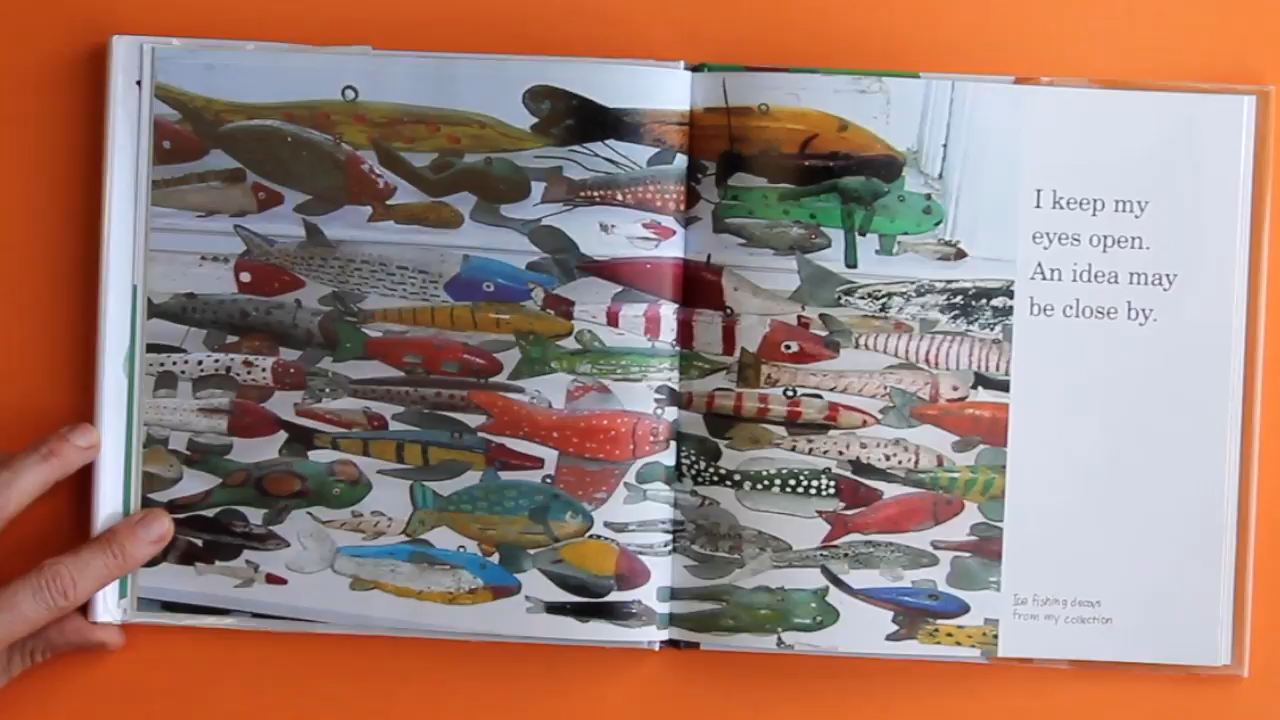 I keep my
eyes open.
An idea may
be close by.
Ice fishing decoys
from my collection